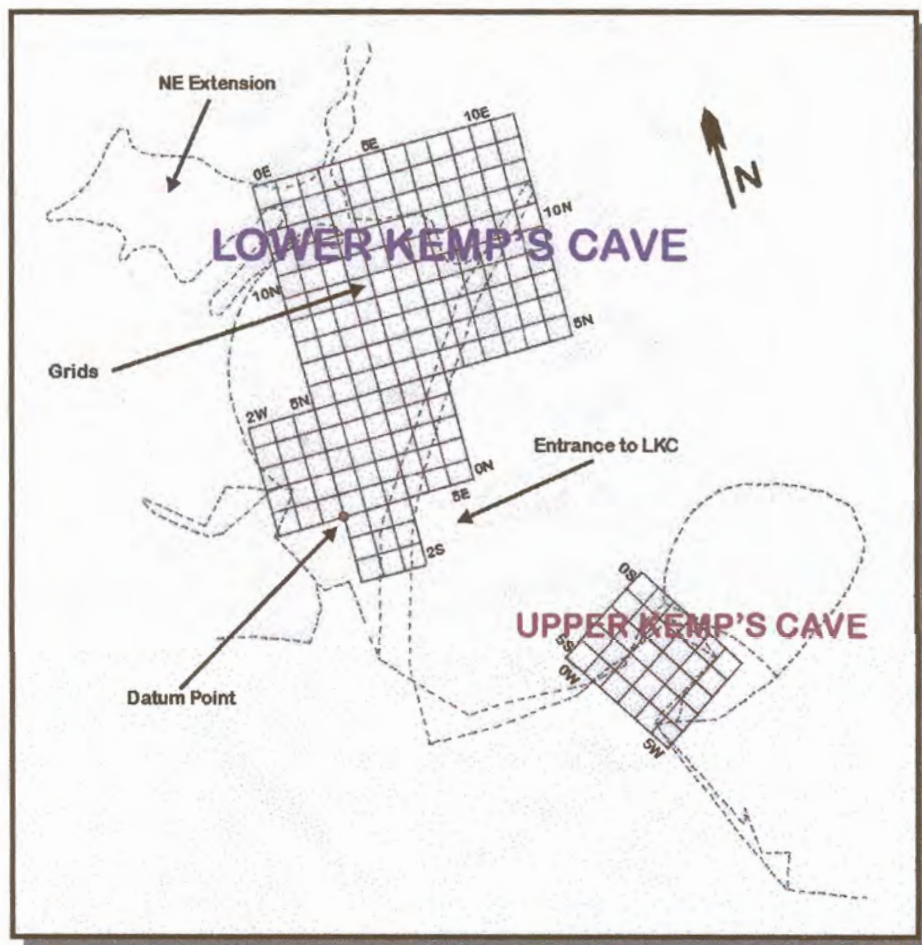 NE Extension
10E
5E
0E
N
10N
LOWER KEMP'S CAVE
10N
5N
Grids
5N
2W
Entrance to LKC
0N
5E
2S
0S
UPPER KEMP'S CAVE
5S
0W
Datum Point
5W